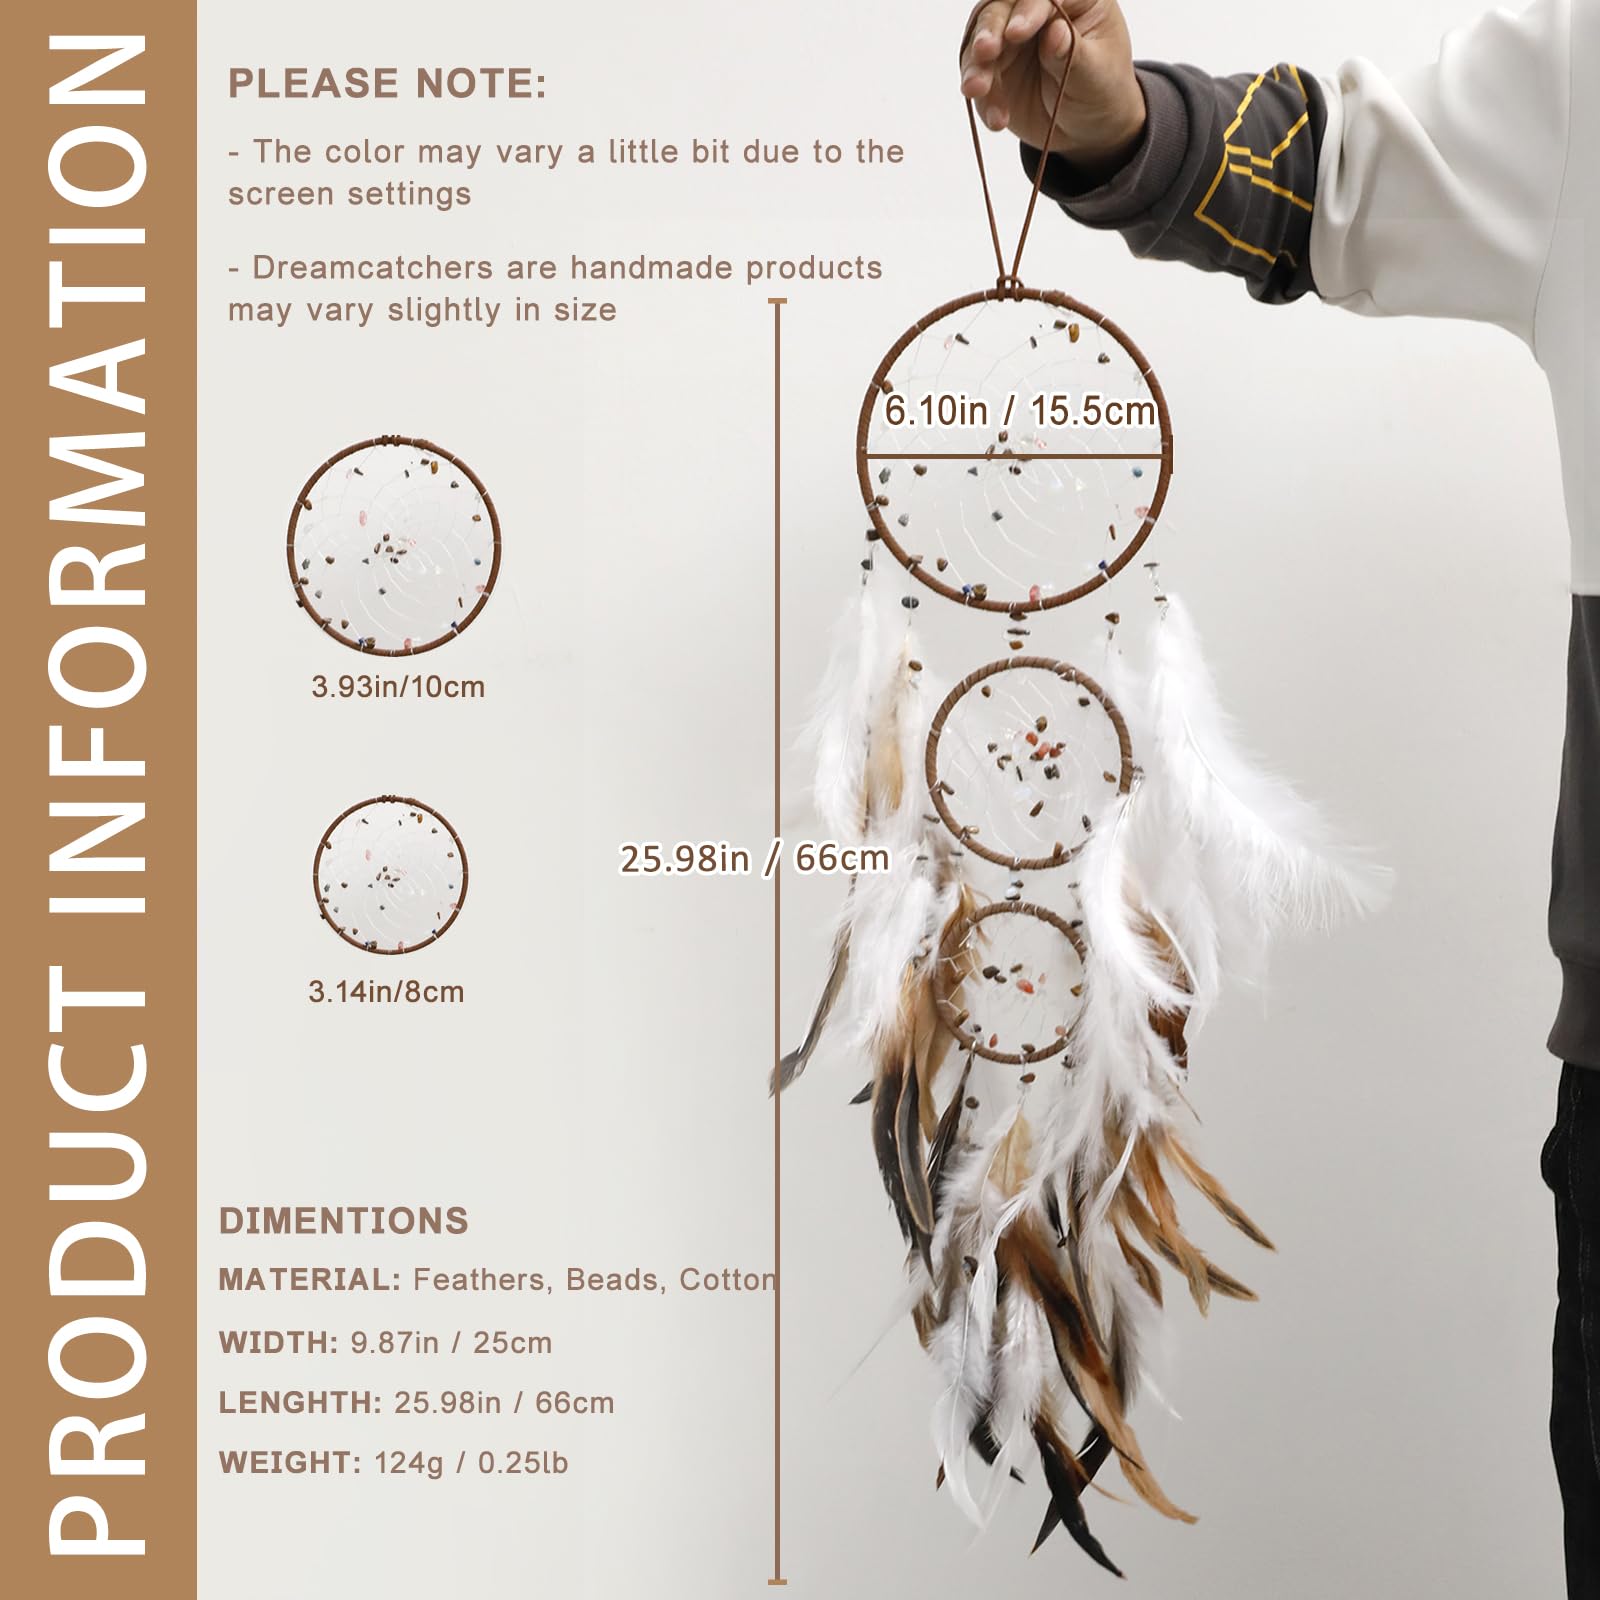 PRODUCT INFORMATION
PLEASE NOTE:
- The color may vary a little bit due to the
screen settings
- Dreamcatchers are handmade products
may vary slightly in size
6.10in / 15.5cm
3.93in/10cm
25.98in / 66cm
3.14in/8cm
DIMENTIONS
MATERIAL: Feathers, Beads, Cotton
WIDTH: 9.87in / 25cm
LENGHTH: 25.98in / 66cm
WEIGHT: 124g / 0.25lb